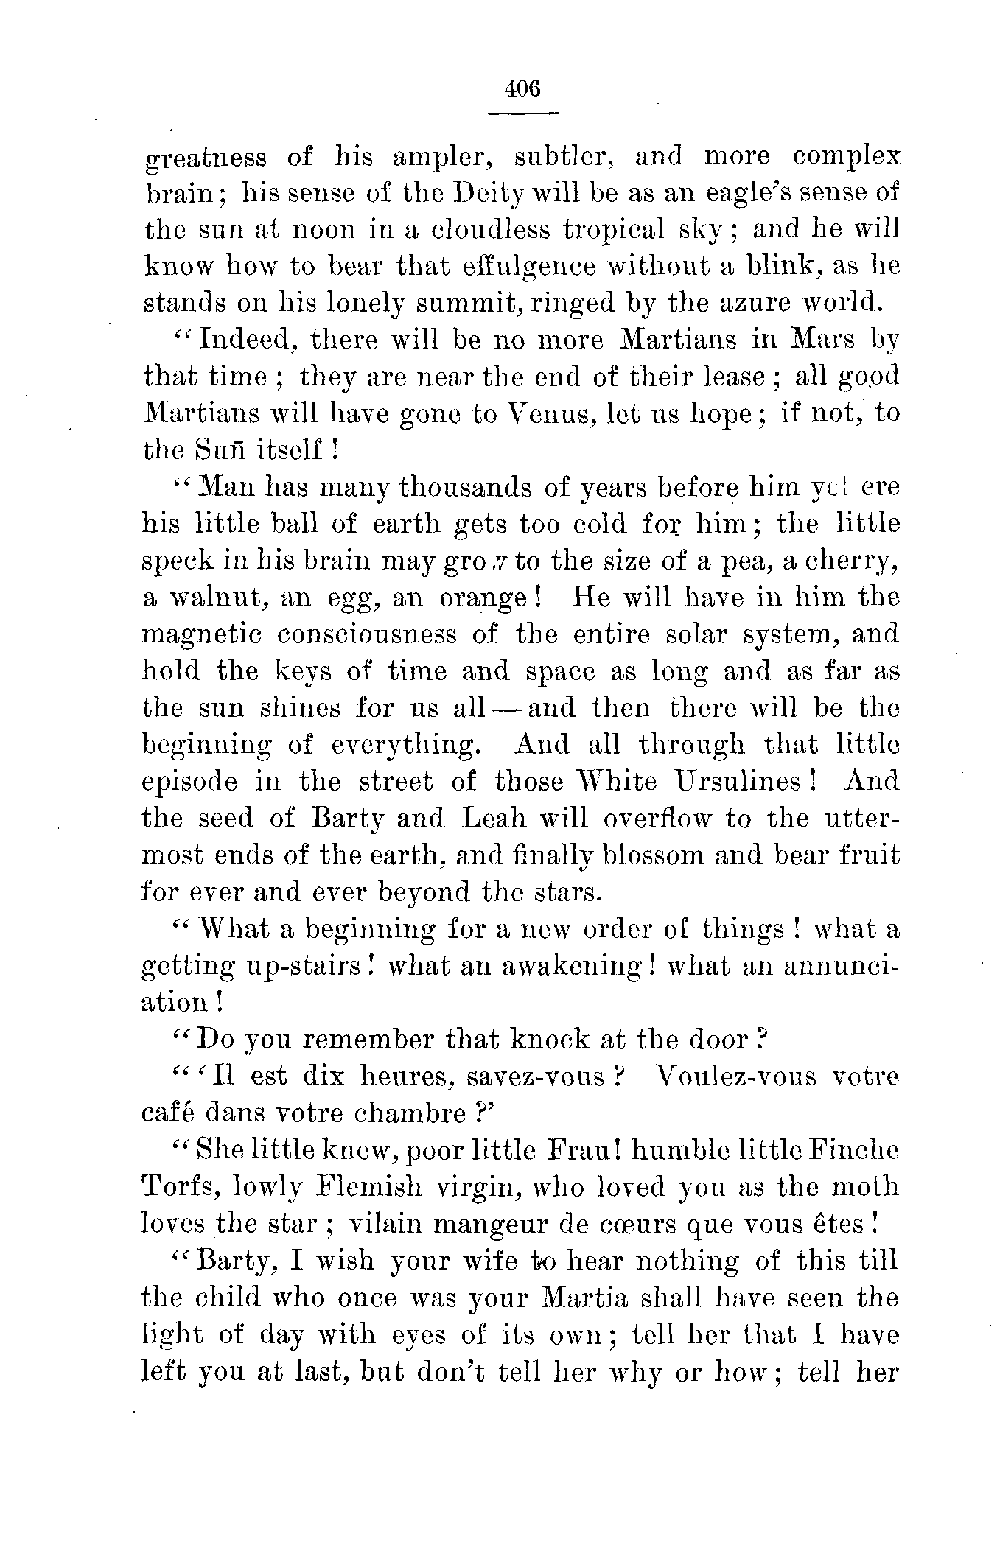 406
greatness of his ampler, subtler, and more complex
brain; his sense of the Deity will be as an eagle's sense of
the sun at noon in a cloudless tropical sky; and he will
know how to bear that effulgence without a blink, as he
stands on his lonely summit, ringed by the azure world.
“Indeed, there will be no more Martians in Mars by
that time; they are near the end of their lease; all good
Martians will have gone to Venus, let us hope; if not, to
the Sun itself!
“Man has many thousands of years before him yet ere
his little ball of earth gets too cold for him; the little
speck in his brain may grow to the size of a pea, a cherry,
a walnut, an egg, an orange! He will have in him the
magnetic consciousness of the entire solar system, and
hold the keys of time and space as long and as far as
the sun shines for us all—and then there will be the
beginning of everything. And all through that little
episode in the street of those White Ursulines! And
the seed of Barty and Leah will overflow to the utter-
most ends of the earth, and finally blossom and bear fruit
for ever and ever beyond the stars.
“What a beginning for a new order of things! what a
getting up-stairs! what an awakening! what an annunci-
ation!
“Do you remember that knock at the door?
“‘Il est dix heures, savez-vous? Voulez-vous votre
café dans votre chambre?’
“She little knew, poor little Frau! humble little Finche
Torfs, lowly Flemish virgin, who loved you as the moth
loves the star; vilain mangeur de cœurs que vous êtes!
“Barty, I wish your wife to hear nothing of this till
the child who once was your Martia shall have seen the
light of day with eyes of its own; tell her that I have
left you at last, but don't tell her why or how; tell her